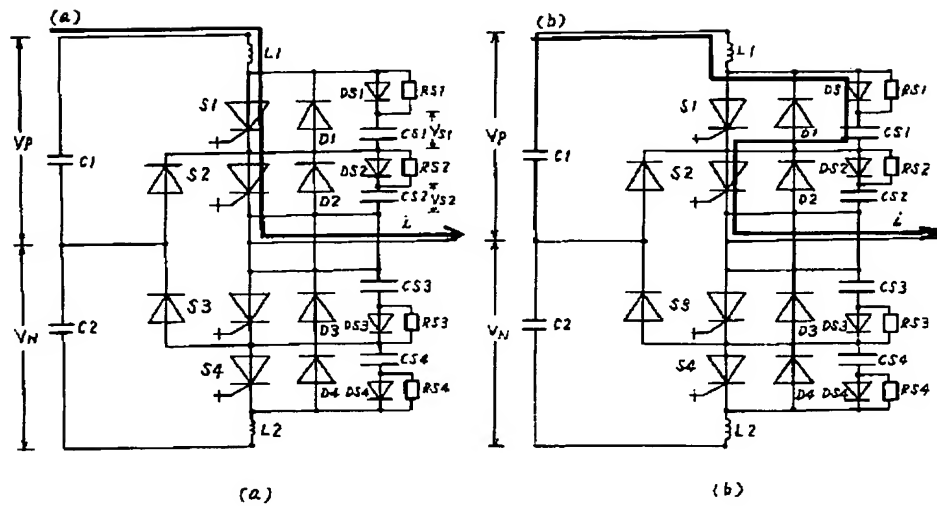 (a)
L1
DS1
RS1
S1
VP
D1
CS1
VS1
C1
S2
DS2
RS2
D2
CS2
VS2
i
CS3
VN
C2
S3
D3
DS3
RS3
S4
CS4
D4
DS4
RS4
L2
(a)
(b)
L1
DS
RS1
S1
VP
D1
CS1
C1
S2
DS2
RS2
D2
CS2
i
CS3
VN
C2
S3
D3
DS3
RS3
S4
CS4
D4
DS4
RS4
L2
(b)